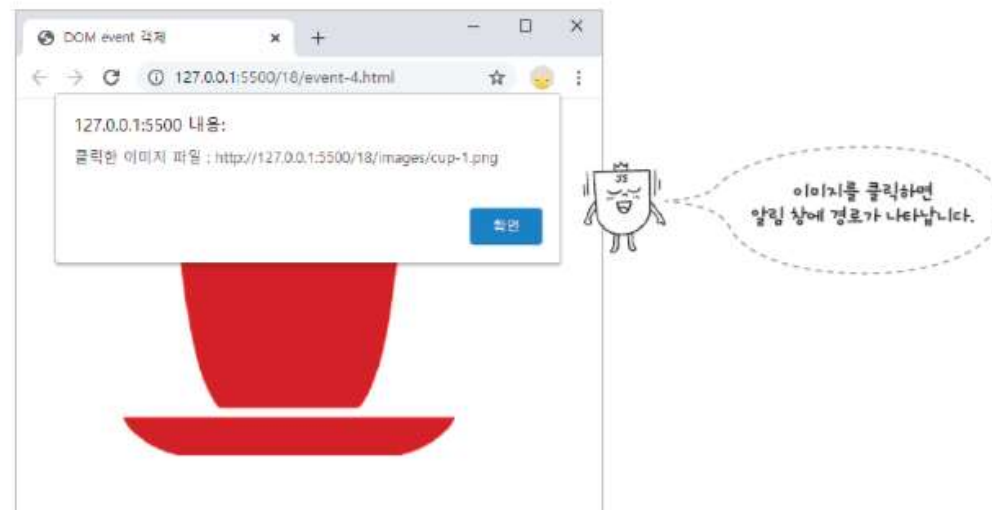 DOM event 객체
127.0.0.1:5500/18/event-4.html
127.0.0.1:5500 내용:
클릭한 이미지 파일 : http://127.0.0.1:5500/18/images/cup-1.png
확인
JS
이미지를 클릭하면
알림 창에 경로가 나타납니다.